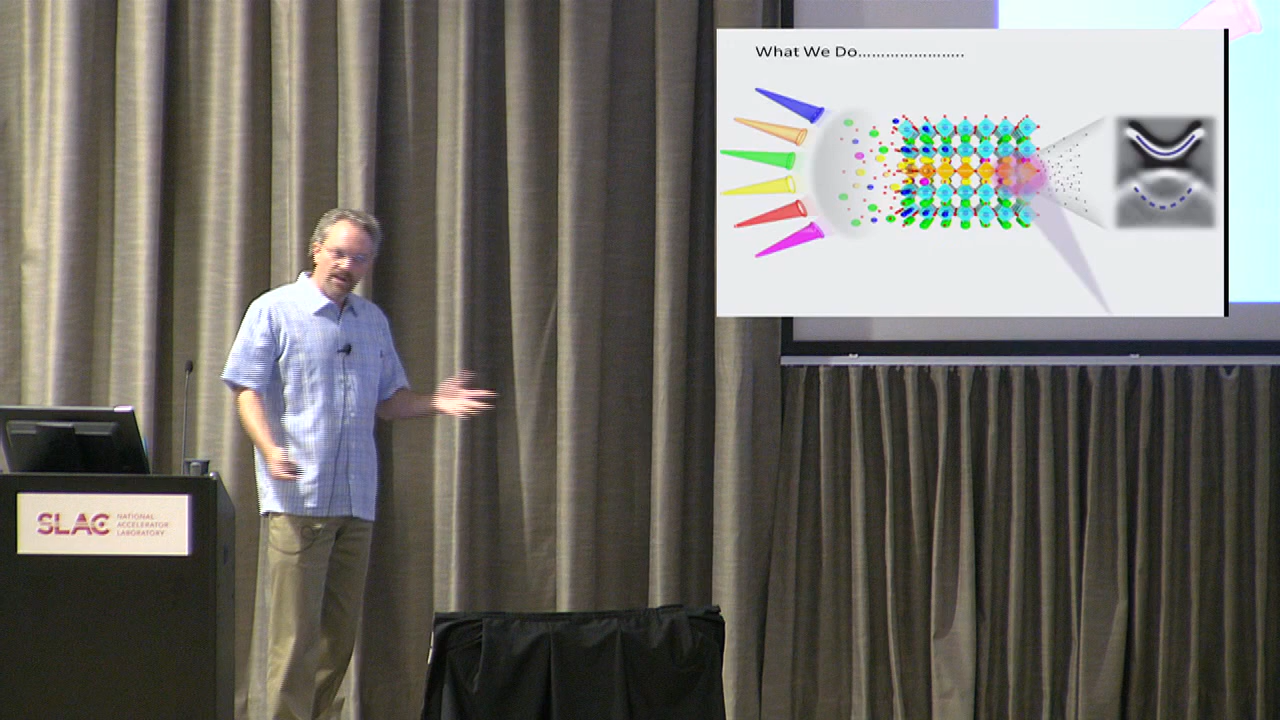 What We Do........................
SLAC
NATIONAL
ACCELERATOR
LABORATORY